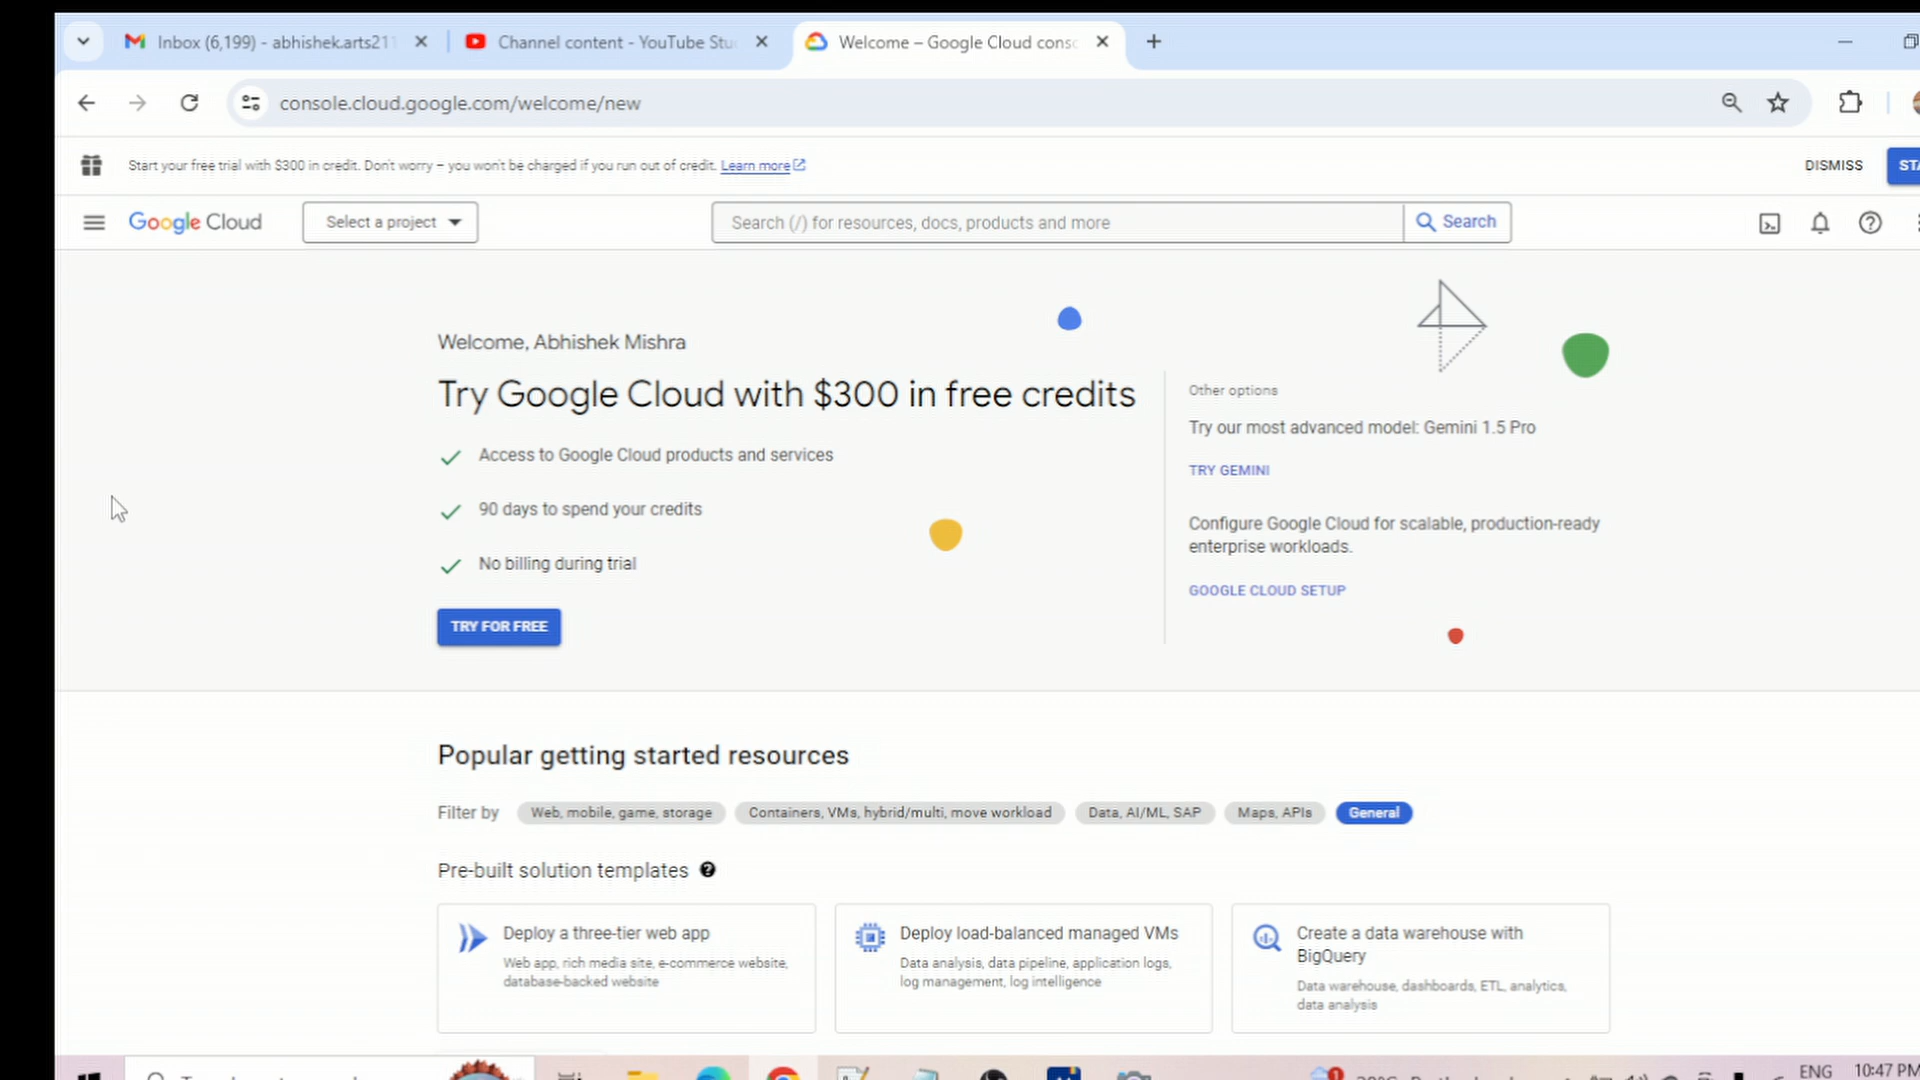 Inbox (6,199) - abhishek.arts211
Channel content - YouTube Stu
Welcome – Google Cloud cons
console.cloud.google.com/welcome/new
Start your free trial with $300 in credit. Don't worry – you won't be charged if you run out of credit. Learn more
DISMISS
STA
Google Cloud
Select a project
Search (/) for resources, docs, products and more
Search
Welcome, Abhishek Mishra
Try Google Cloud with $300 in free credits
Access to Google Cloud products and services
90 days to spend your credits
No billing during trial
TRY FOR FREE
Other options
Try our most advanced model: Gemini 1.5 Pro
TRY GEMINI
Configure Google Cloud for scalable, production-ready
enterprise workloads.
GOOGLE CLOUD SETUP
Popular getting started resources
Filter by
Web, mobile, game, storage
Containers, VMs, hybrid/multi, move workload
Data, AI/ML, SAP
Maps, APIs
General
Pre-built solution templates
Deploy a three-tier web app
Web app, rich media site, e-commerce website,
database-backed website
Deploy load-balanced managed VMs
Data analysis, data pipeline, application logs,
log management, log intelligence
Create a data warehouse with
BigQuery
Data warehouse, dashboards, ETL, analytics,
data analysis
ENG
10:47 PM